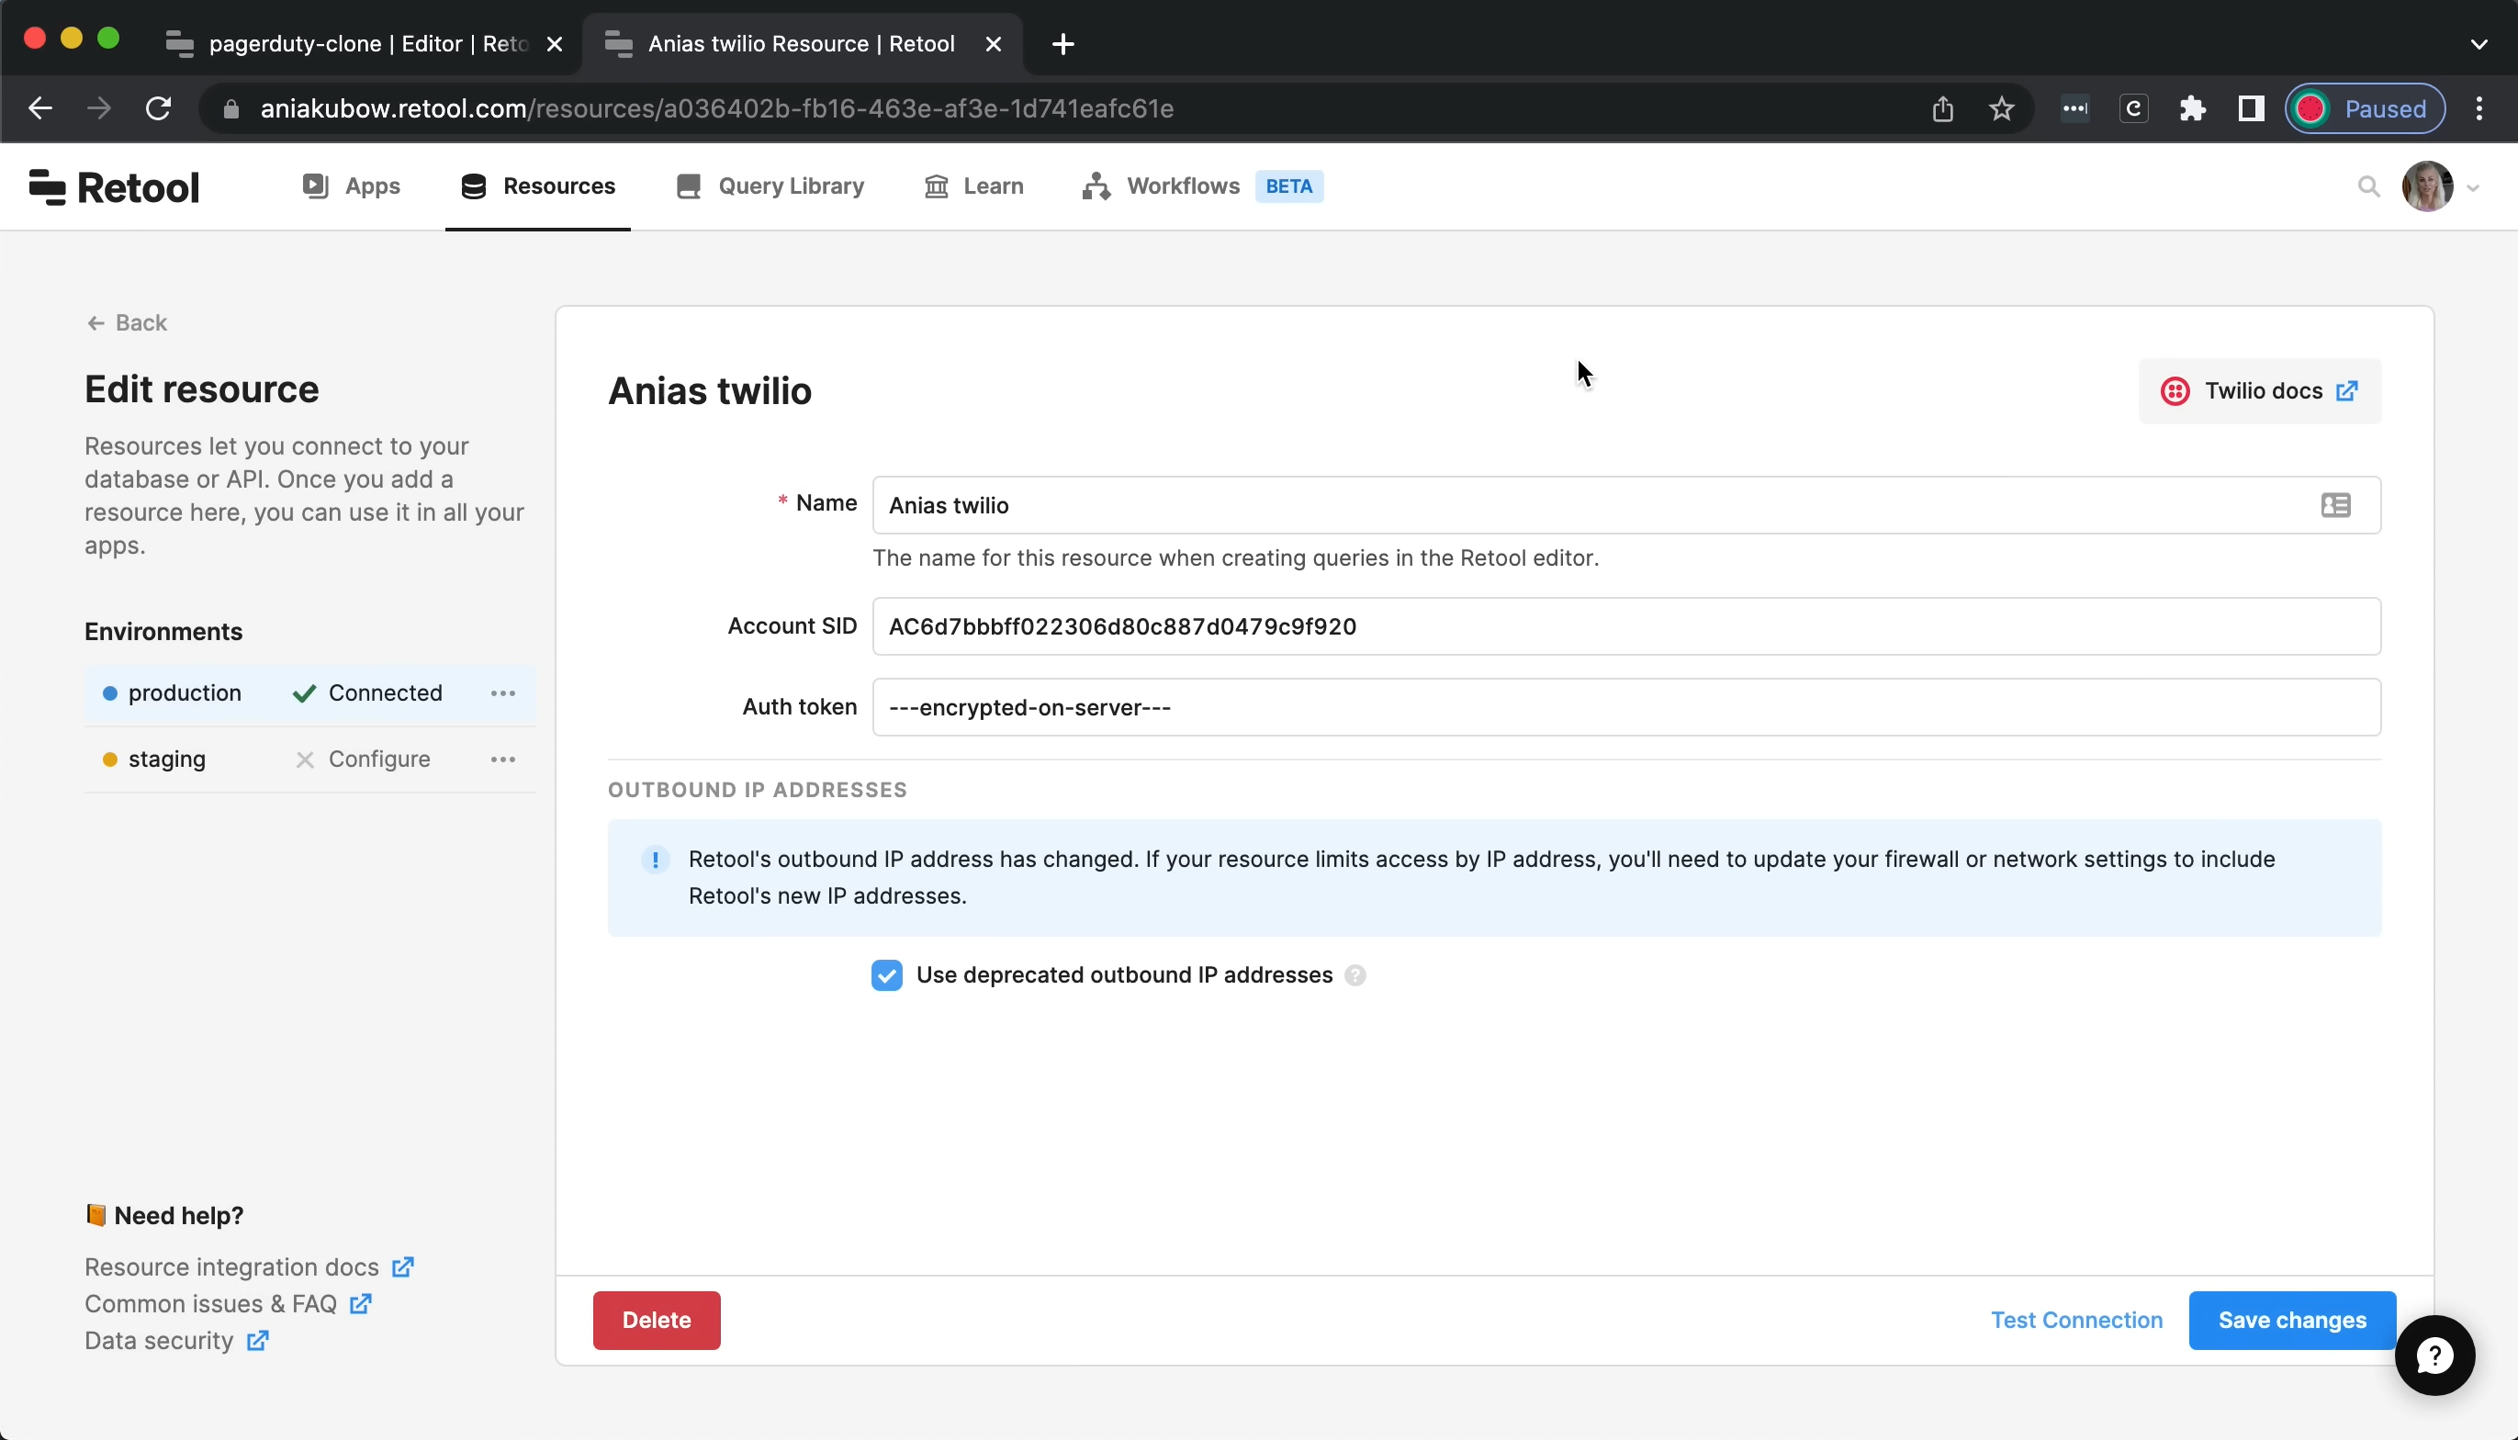 pagerduty-clone | Editor | Reto
Anias twilio Resource | Retool
aniakubow.retool.com/resources/a036402b-fb16-463e-af3e-1d741eafc61e
Paused
Retool
Apps
Resources
Query Library
Learn
Workflows BETA
← Back
Edit resource
Resources let you connect to your
database or API. Once you add a
resource here, you can use it in all your
apps.
Environments
production Connected ···
staging Configure ···
Need help?
Resource integration docs
Common issues & FAQ
Data security
Anias twilio
Twilio docs
* Name Anias twilio
The name for this resource when creating queries in the Retool editor.
Account SID AC6d7bbbff022306d80c887d0479c9f920
Auth token ---encrypted-on-server---
OUTBOUND IP ADDRESSES
Retool's outbound IP address has changed. If your resource limits access by IP address, you'll need to update your firewall or network settings to include
Retool's new IP addresses.
Use deprecated outbound IP addresses ?
Delete
Test Connection
Save changes